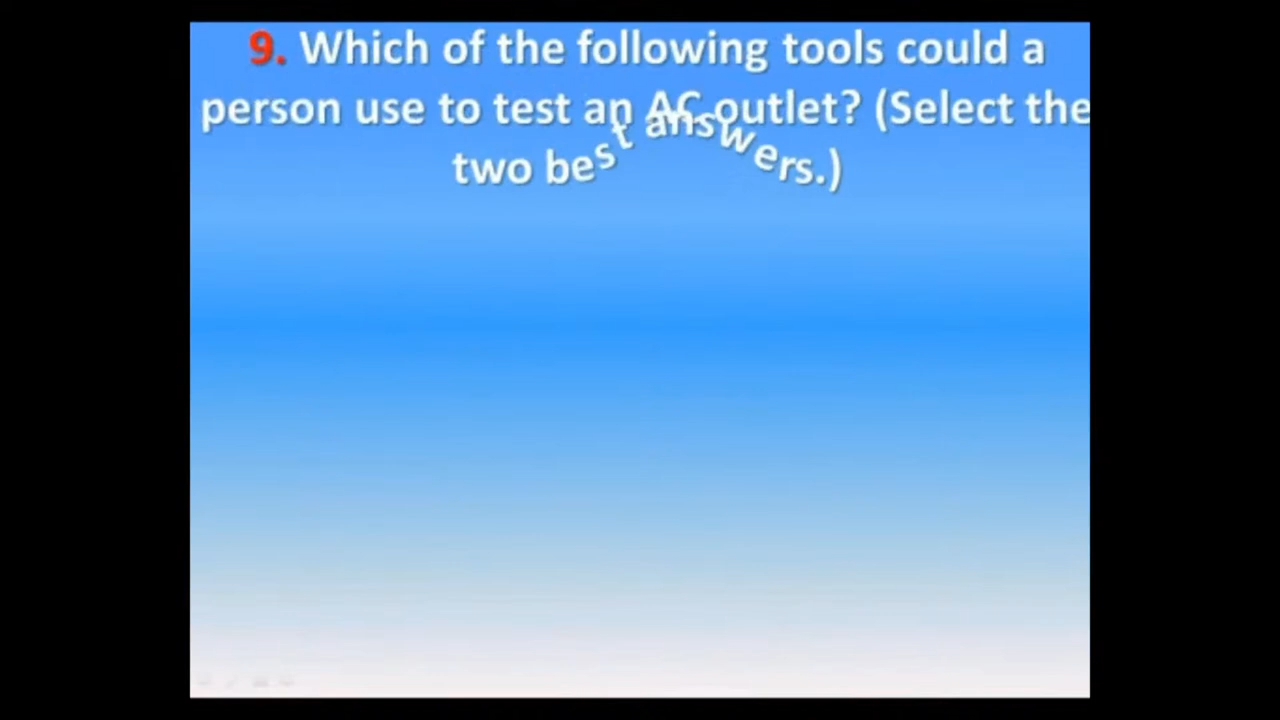 9. Which of the following tools could a
person use to test an AC outlet? (Select the
two best answers.)